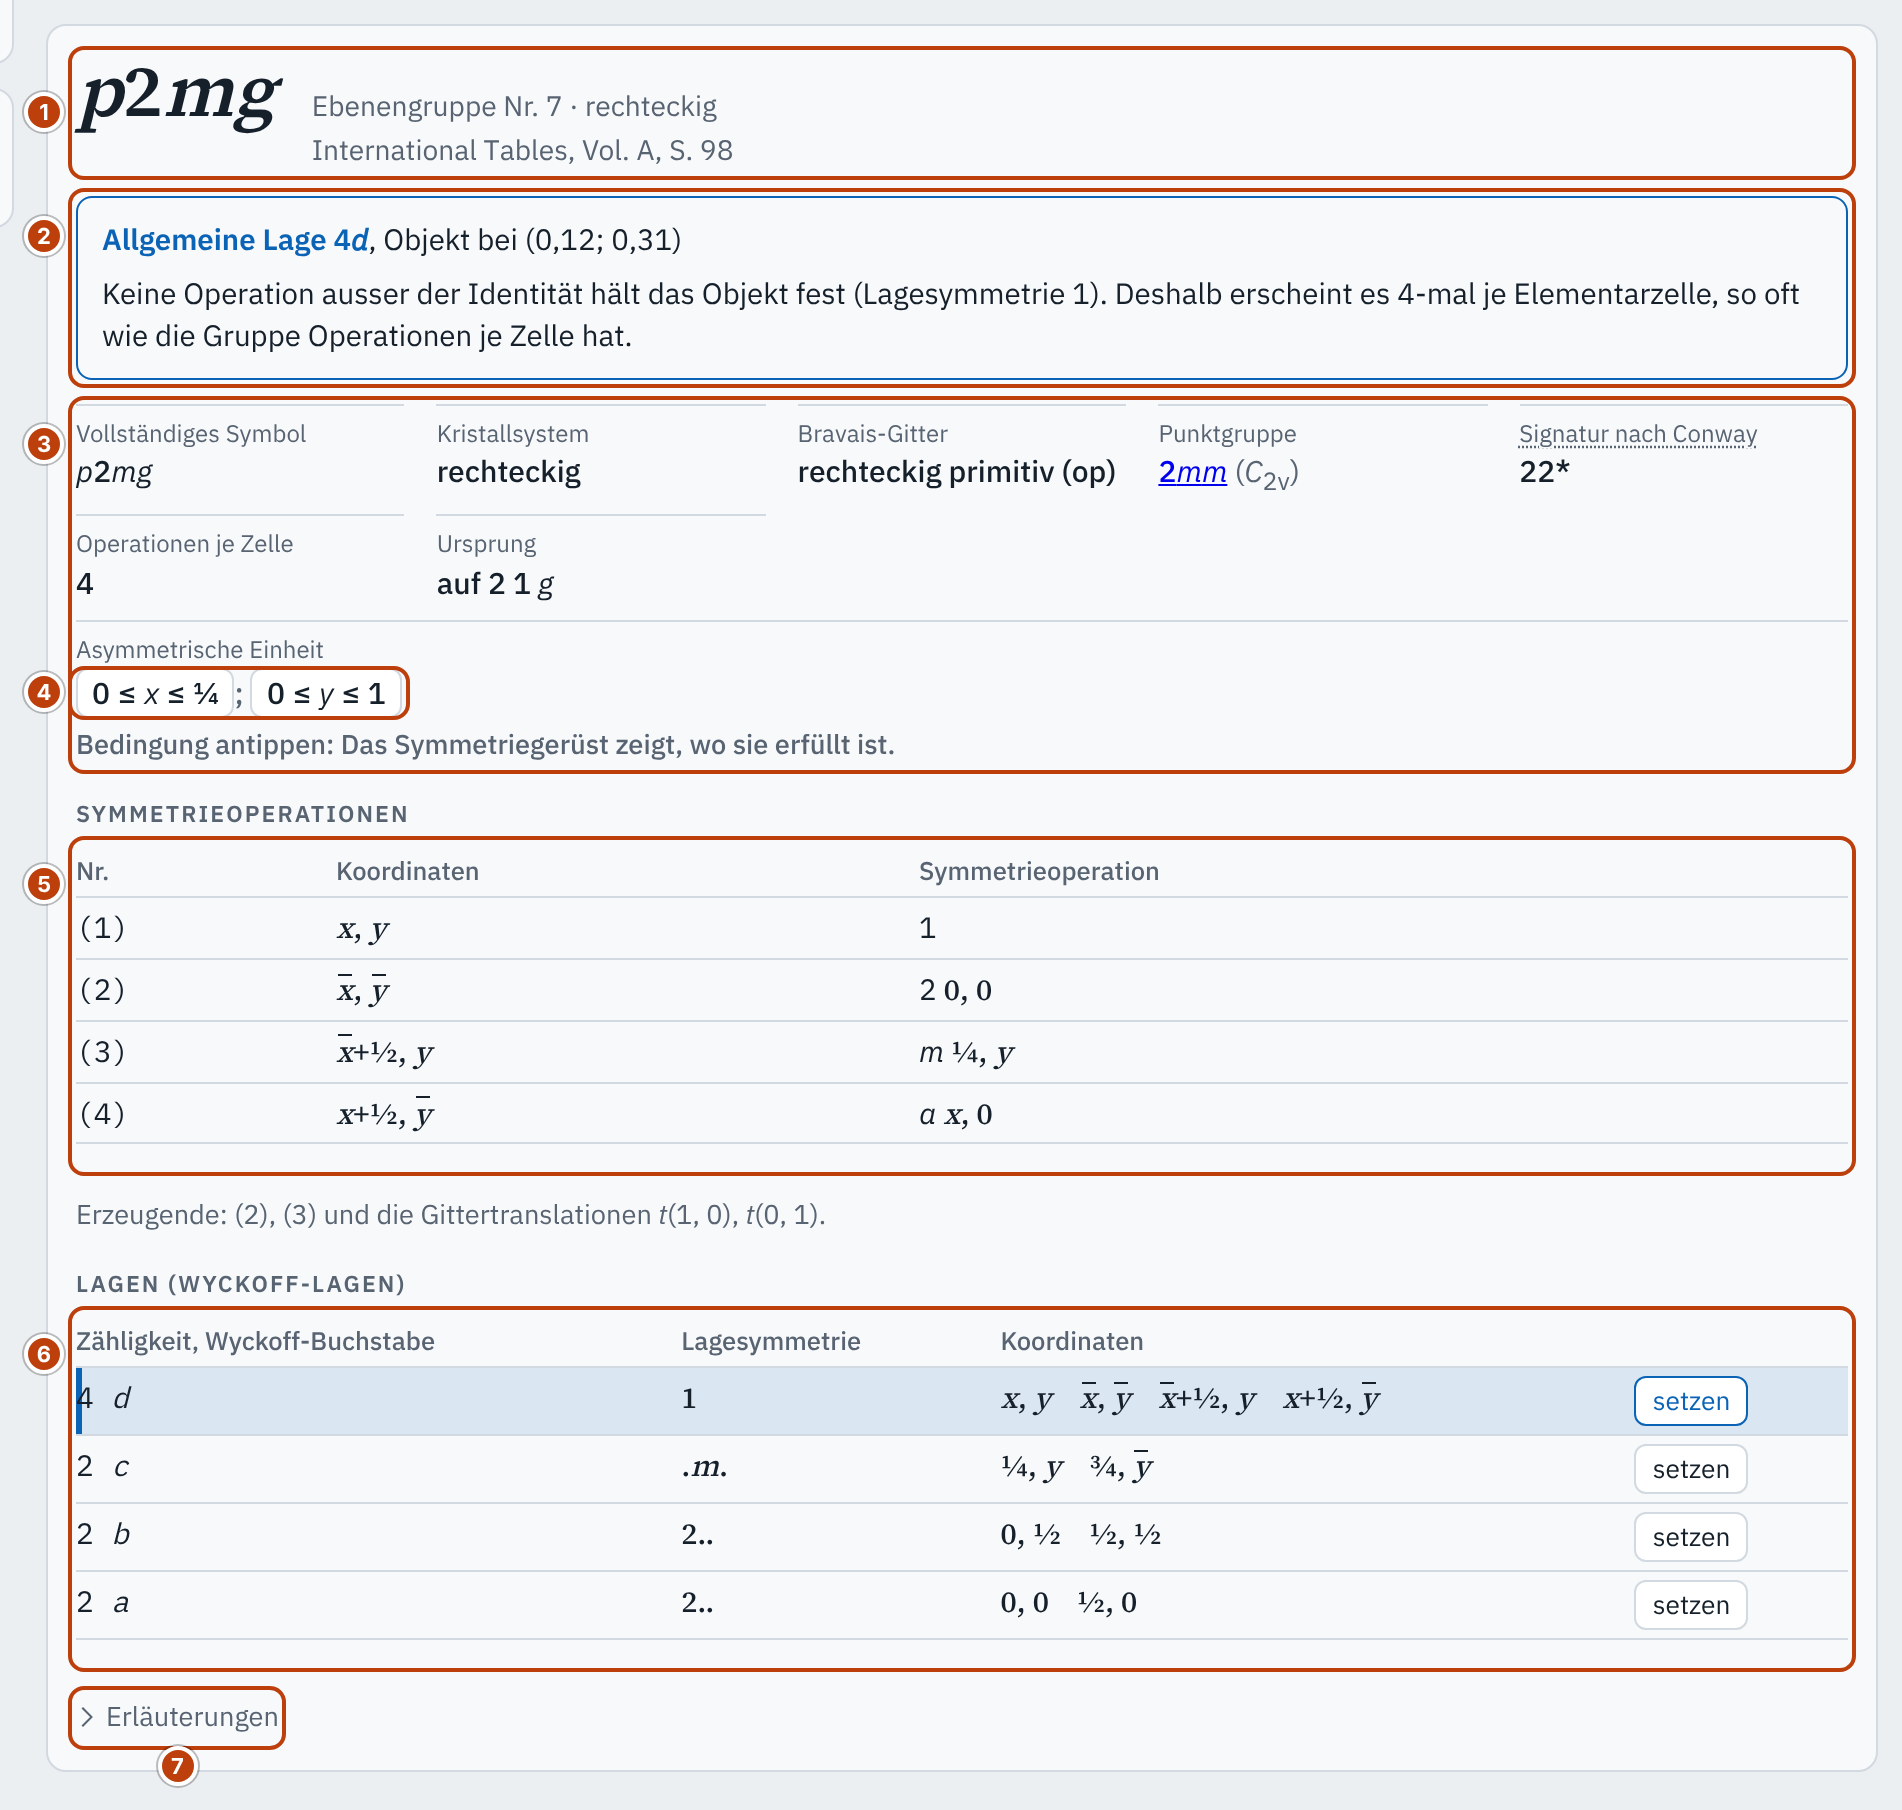 1
p2mg
Ebenengruppe Nr. 7 · rechteckig
International Tables, Vol. A, S. 98
2
Allgemeine Lage 4d, Objekt bei (0,12; 0,31)
Keine Operation ausser der Identität hält das Objekt fest (Lagesymmetrie 1). Deshalb erscheint es 4-mal je Elementarzelle, so oft
wie die Gruppe Operationen je Zelle hat.
3
Vollständiges Symbol Kristallsystem Bravais-Gitter Punktgruppe Signatur nach Conway
p2mg rechteckig rechteckig primitiv (op) 2mm (C₂ᵥ) 22*
Operationen je Zelle Ursprung
4 auf 2 1 g
Asymmetrische Einheit
4
0 ≤ x ≤ ¼ ; 0 ≤ y ≤ 1
Bedingung antippen: Das Symmetriegerüst zeigt, wo sie erfüllt ist.
SYMMETRIEOPERATIONEN
5
Nr. Koordinaten Symmetrieoperation
(1) x, y 1
(2) x̅, y̅ 2 0, 0
(3) x̅+½, y m ¼, y
(4) x+½, y̅ a x, 0
Erzeugende: (2), (3) und die Gittertranslationen t(1, 0), t(0, 1).
LAGEN (WYCKOFF-LAGEN)
6
Zähligkeit, Wyckoff-Buchstabe Lagesymmetrie Koordinaten
4 d 1 x, y x̅, y̅ x̅+½, y x+½, y̅ setzen
2 c .m. ¼, y ¾, y̅ setzen
2 b 2.. 0, ½ ½, ½ setzen
2 a 2.. 0, 0 ½, 0 setzen
Erläuterungen
7